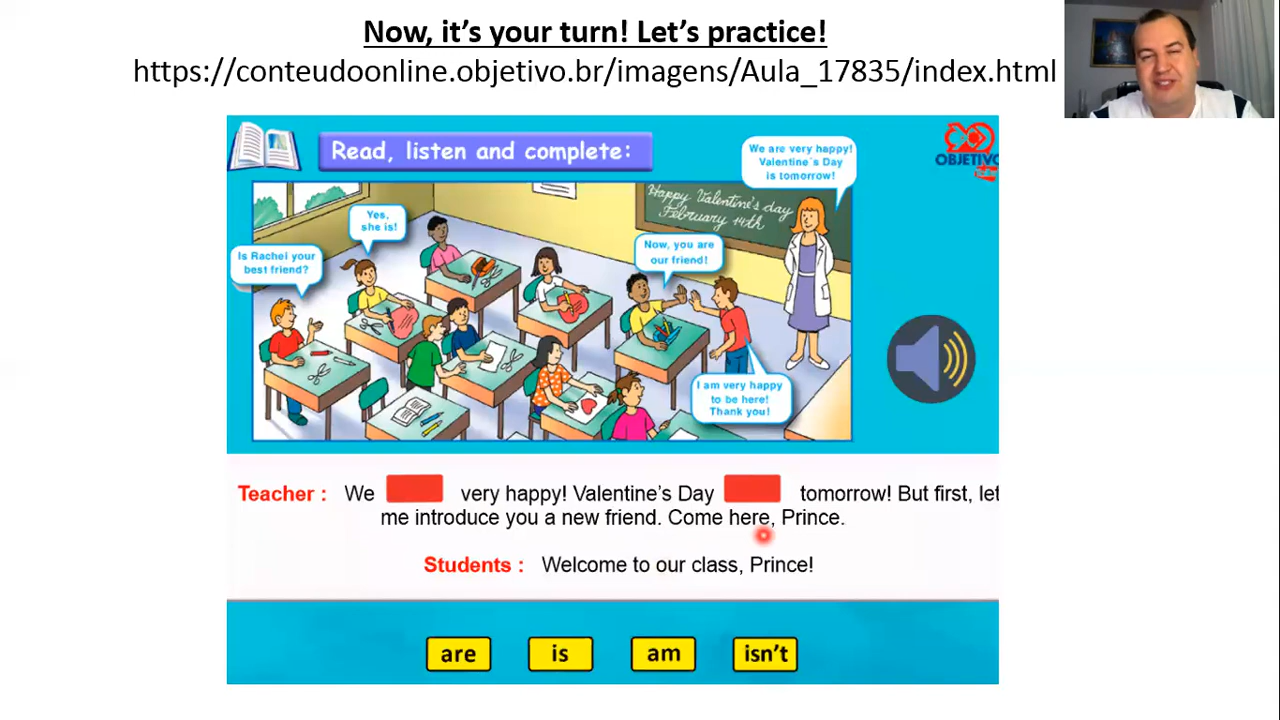 Now, it’s your turn! Let’s practice!
https://conteudoonline.objetivo.br/imagens/Aula_17835/index.html
Read, listen and complete:
We are very happy!
Valentine´s Day
is tomorrow!
OBJETIVO
Happy Valentine's day
February 14th
Yes,
she is!
Now, you are
our friend!
Is Rachel your
best friend?
I am very happy
to be here!
Thank you!
Teacher : We very happy! Valentine’s Day tomorrow! But first, let
me introduce you a new friend. Come here, Prince.
Students : Welcome to our class, Prince!
are is am isn’t